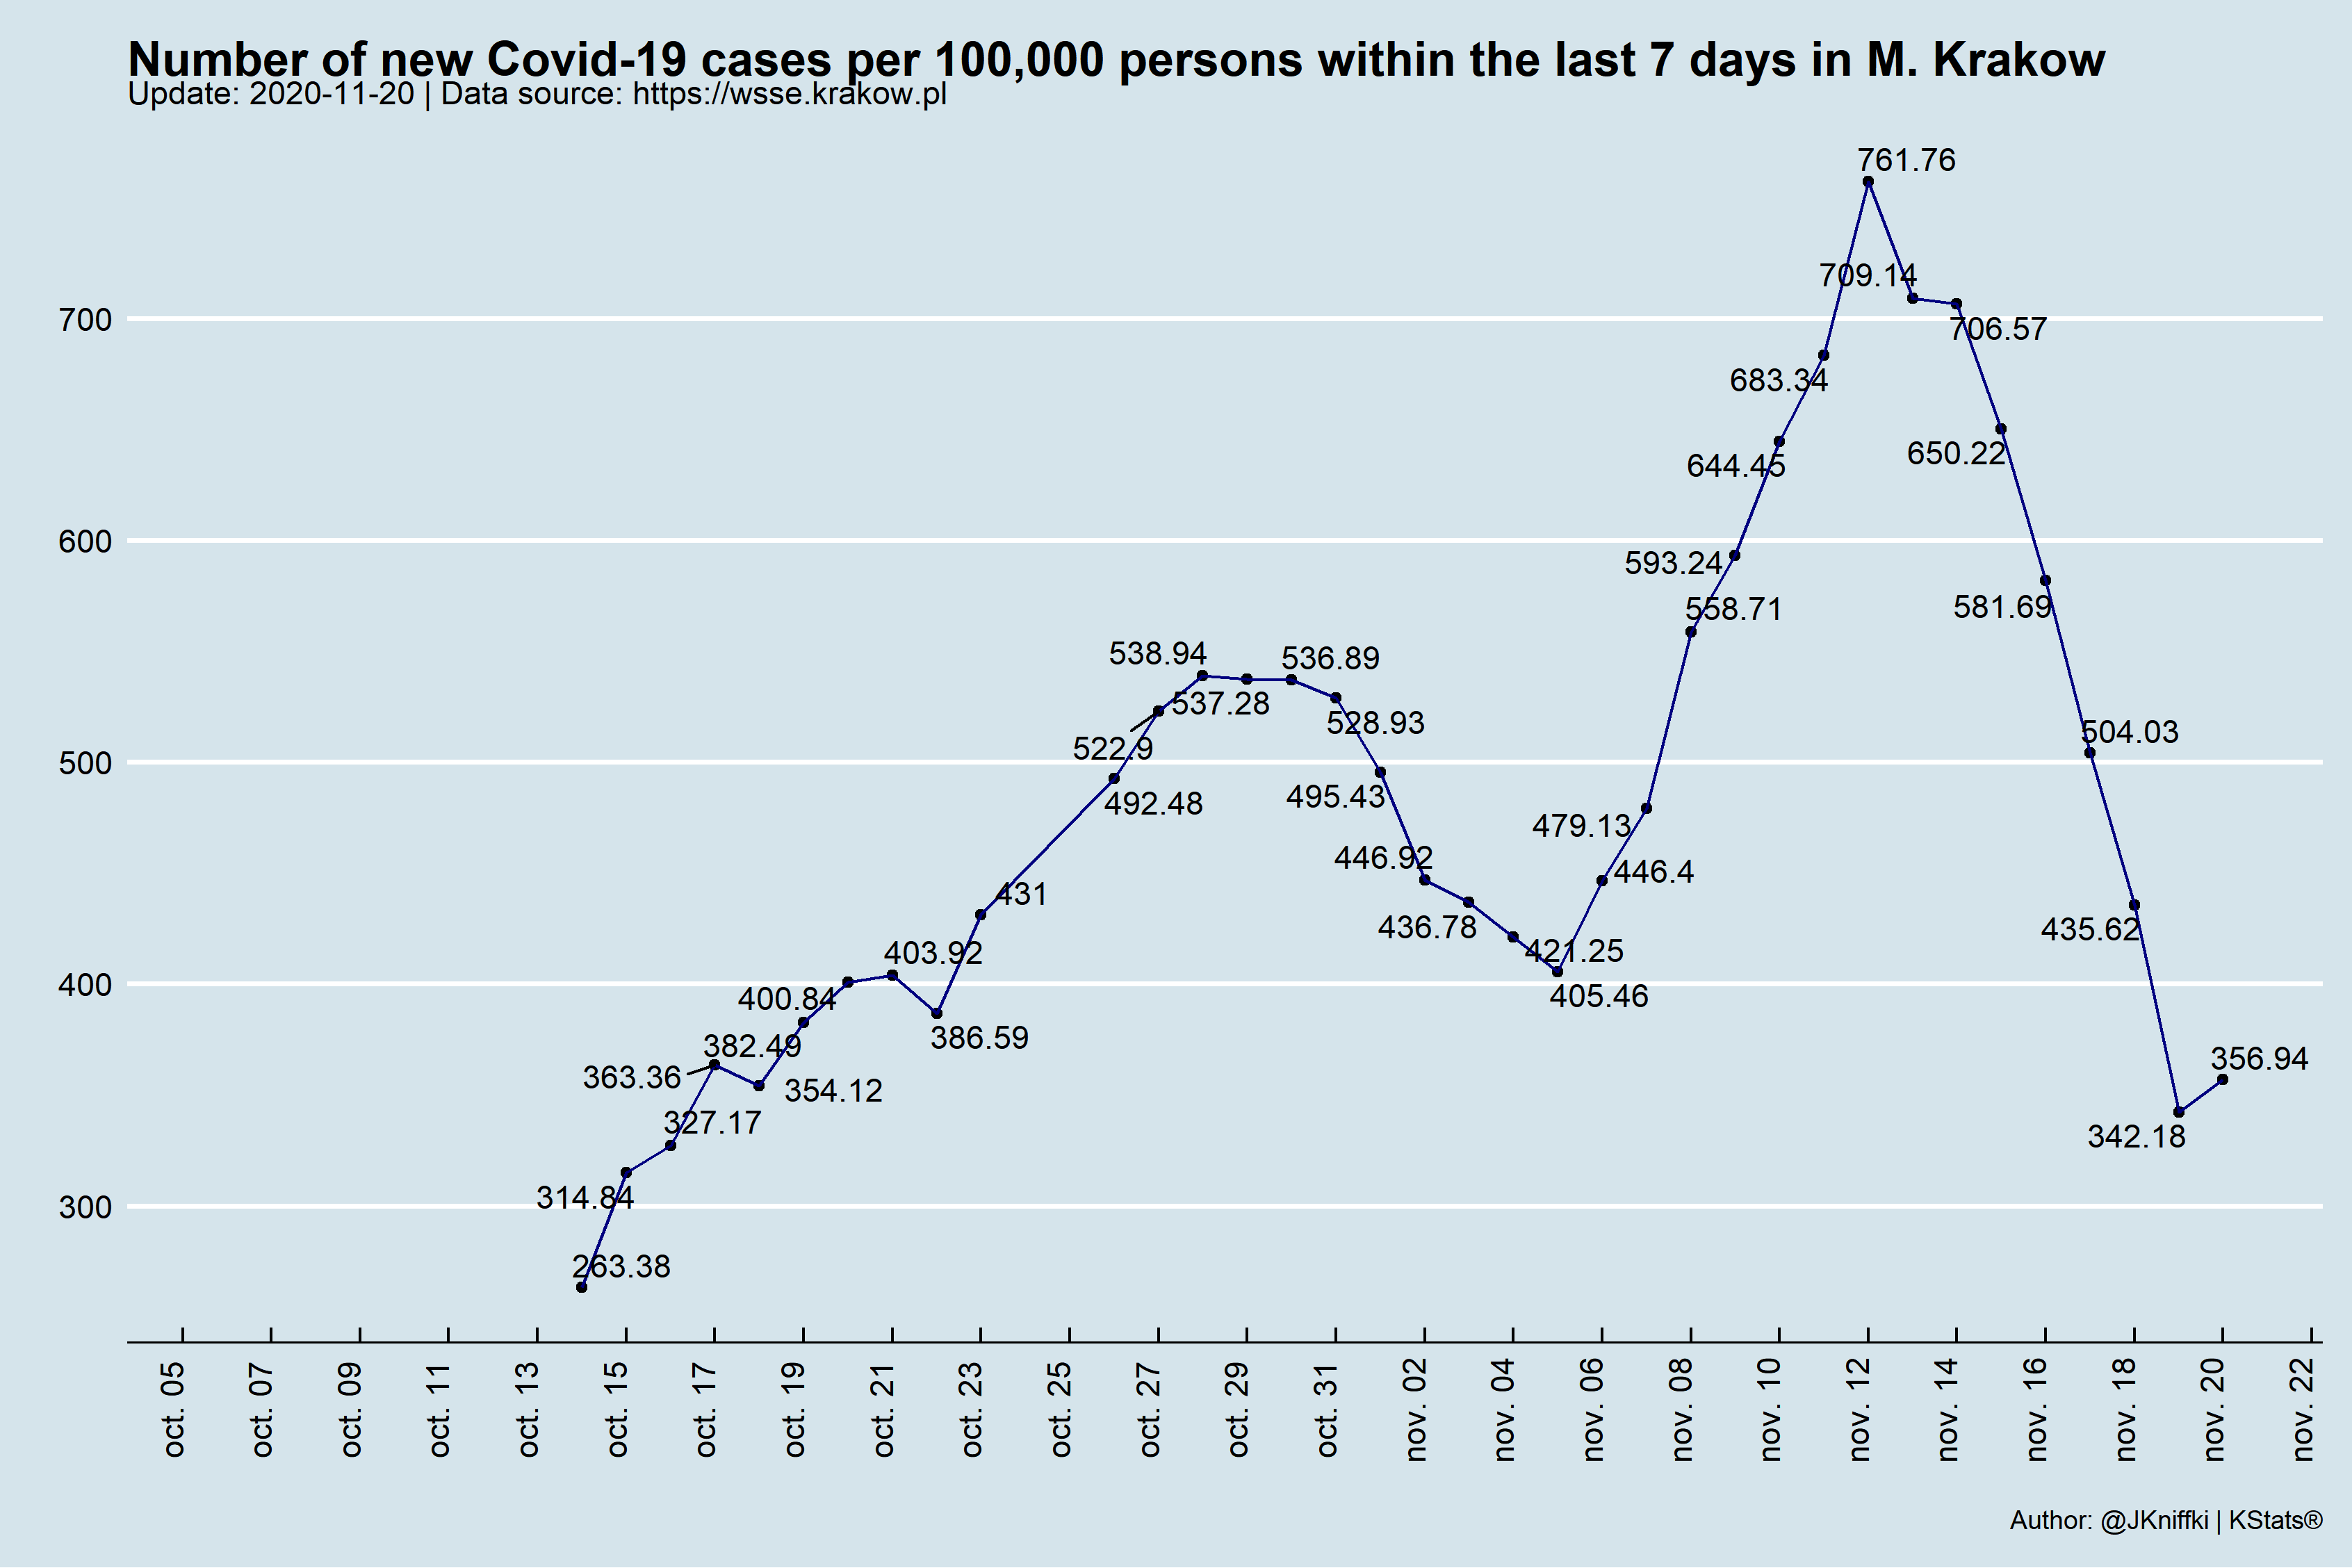 Number of new Covid-19 cases per 100,000 persons within the last 7 days in M. Krakow
Update: 2020-11-20 | Data source: https://wsse.krakow.pl
761.76
709.14
700
706.57
683.34
650.22
644.45
600
593.24
558.71
581.69
538.94
536.89
537.28
528.93
504.03
522.9
500
492.48
495.43
479.13
446.92
446.4
431
436.78
435.62
403.92
421.25
400
400.84
405.46
386.59
382.49
356.94
363.36
354.12
327.17
342.18
314.84
300
263.38
oct. 05
oct. 07
oct. 09
oct. 11
oct. 13
oct. 15
oct. 17
oct. 19
oct. 21
oct. 23
oct. 25
oct. 27
oct. 29
oct. 31
nov. 02
nov. 04
nov. 06
nov. 08
nov. 10
nov. 12
nov. 14
nov. 16
nov. 18
nov. 20
nov. 22
Author: @JKniffki | KStats®